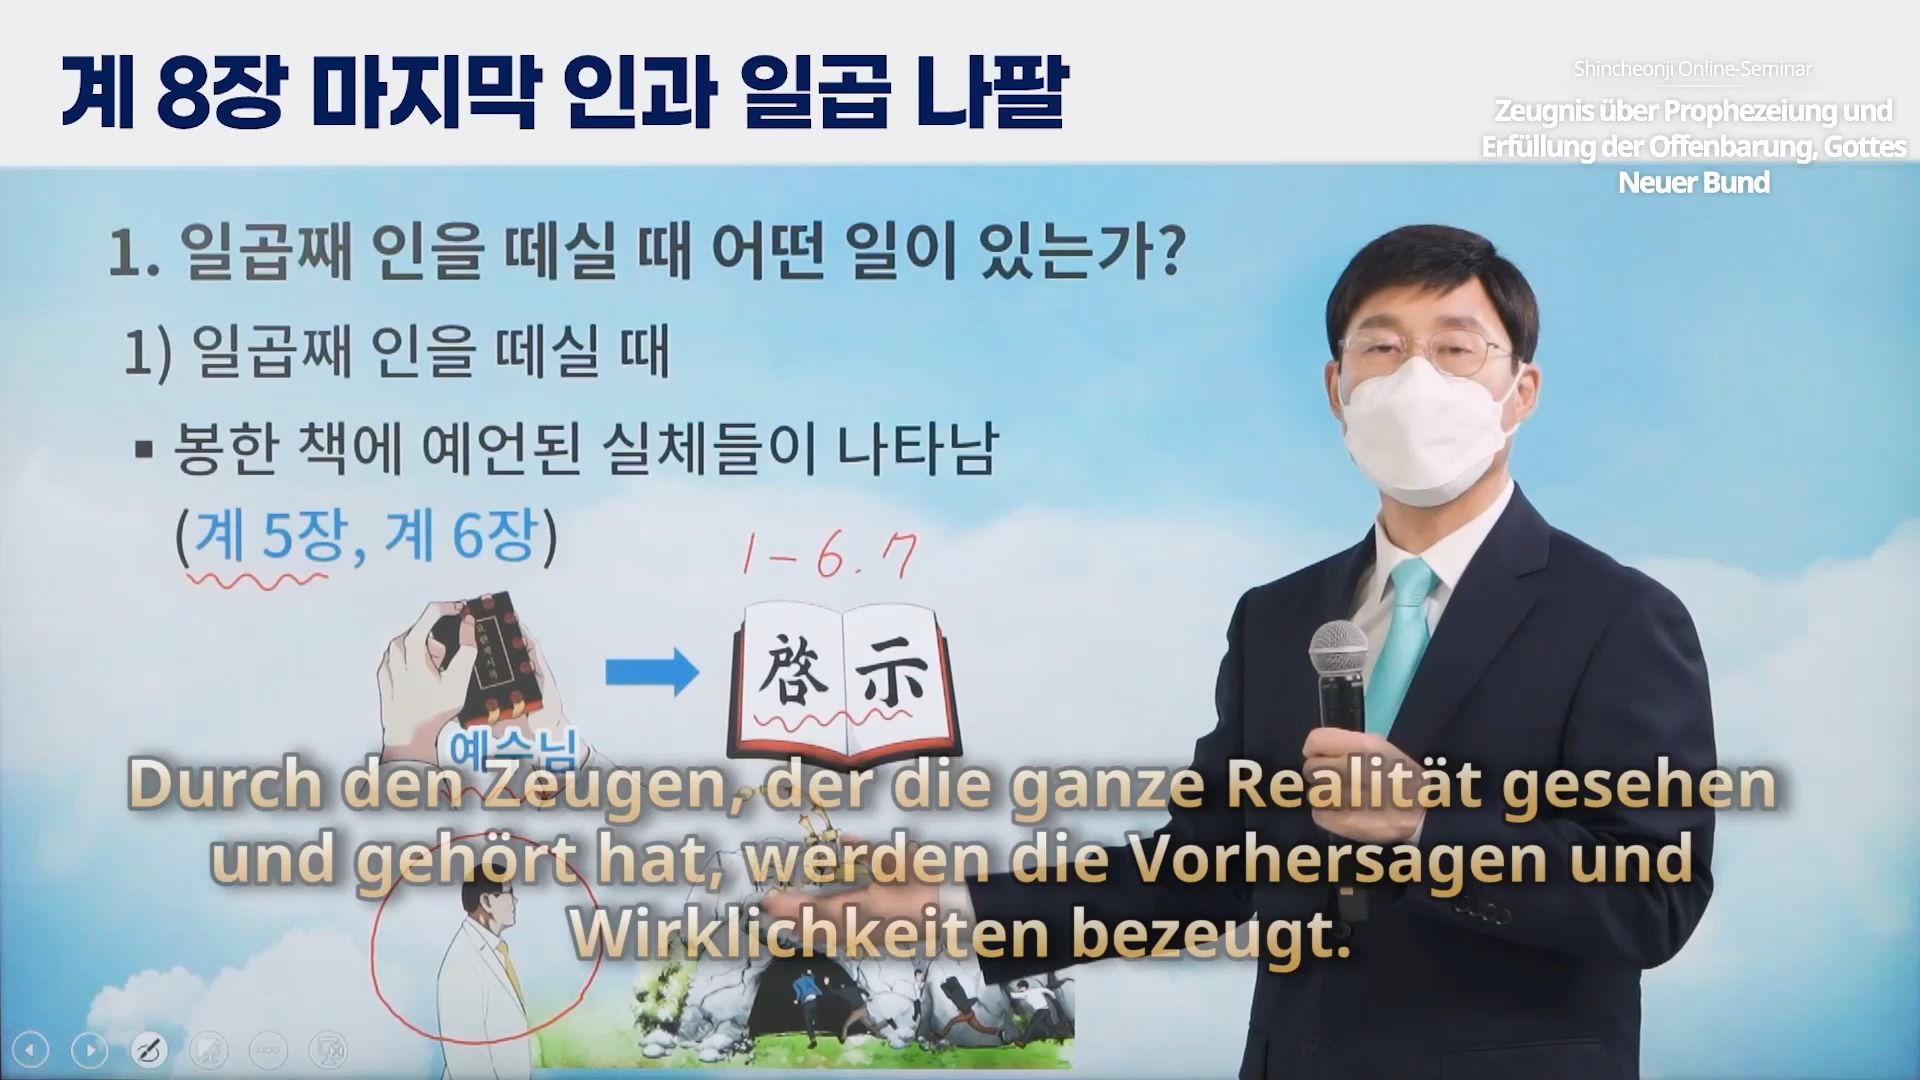 계 8장 마지막 인과 일곱 나팔
Shincheonji Online-Seminar
Zeugnis über Prophezeiung und
Erfüllung der Offenbarung, Gottes
Neuer Bund
1. 일곱째 인을 떼실 때 어떤 일이 있는가?
1) 일곱째 인을 떼실 때
▪ 봉한 책에 예언된 실체들이 나타남
(계 5장, 계 6장)
1-6.7
啓示
예수님
Durch den Zeugen, der die ganze Realität gesehen
und gehört hat, werden die Vorhersagen und
Wirklichkeiten bezeugt.